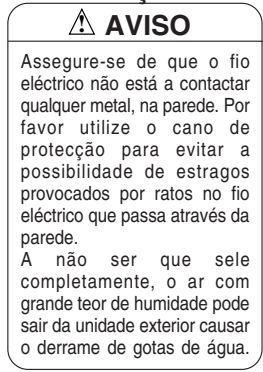 AVISO
Assegure-se de que o fio
eléctrico não está a contactar
qualquer metal, na parede. Por
favor utilize o cano de
protecção para evitar a
possibilidade de estragos
provocados por ratos no fio
eléctrico que passa através da
parede.
A não ser que sele
completamente, o ar com
grande teor de humidade pode
sair da unidade exterior causar
o derrame de gotas de água.